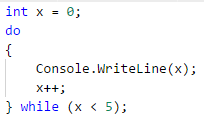 int x = 0;
do
{
    Console.WriteLine(x);
    x++;
} while (x < 5);